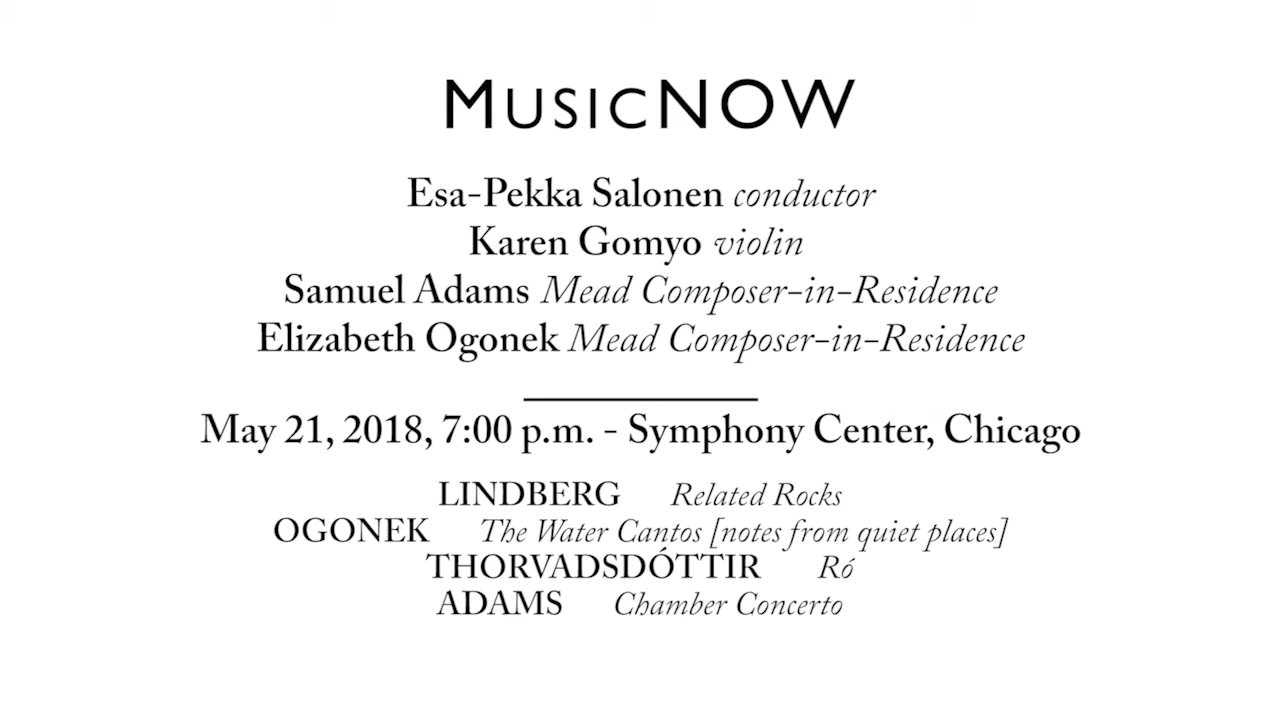 MUSICNOW
Esa-Pekka Salonen conductor
Karen Gomyo violin
Samuel Adams Mead Composer-in-Residence
Elizabeth Ogonek Mead Composer-in-Residence
May 21, 2018, 7:00 p.m. - Symphony Center, Chicago
LINDBERG Related Rocks
OGONEK The Water Cantos [notes from quiet places]
THORVADSDÓTTIR Ró
ADAMS Chamber Concerto